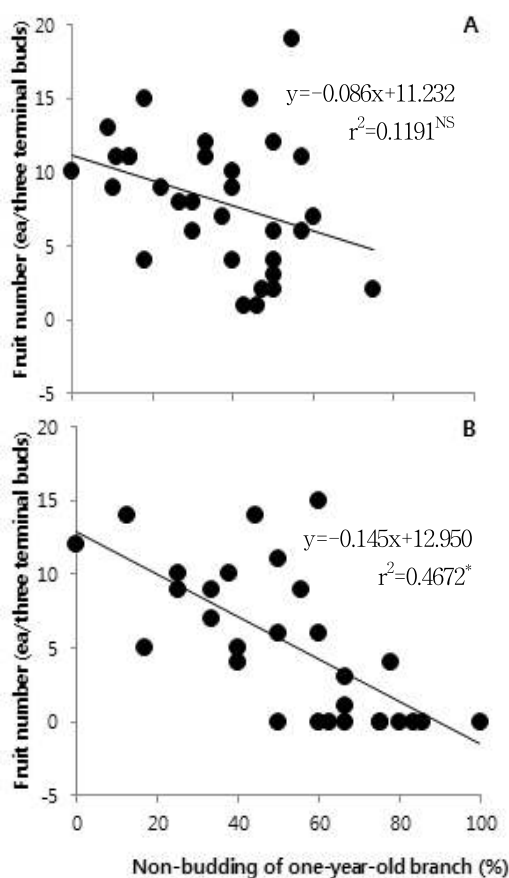 A
Fruit number (ea/three terminal buds)
20
15
10
5
0
-5
y=-0.086x+11.232
r²=0.1191ᴺˢ
B
Fruit number (ea/three terminal buds)
20
15
10
5
0
-5
y=-0.145x+12.950
r²=0.4672*
0 20 40 60 80 100
Non-budding of one-year-old branch (%)